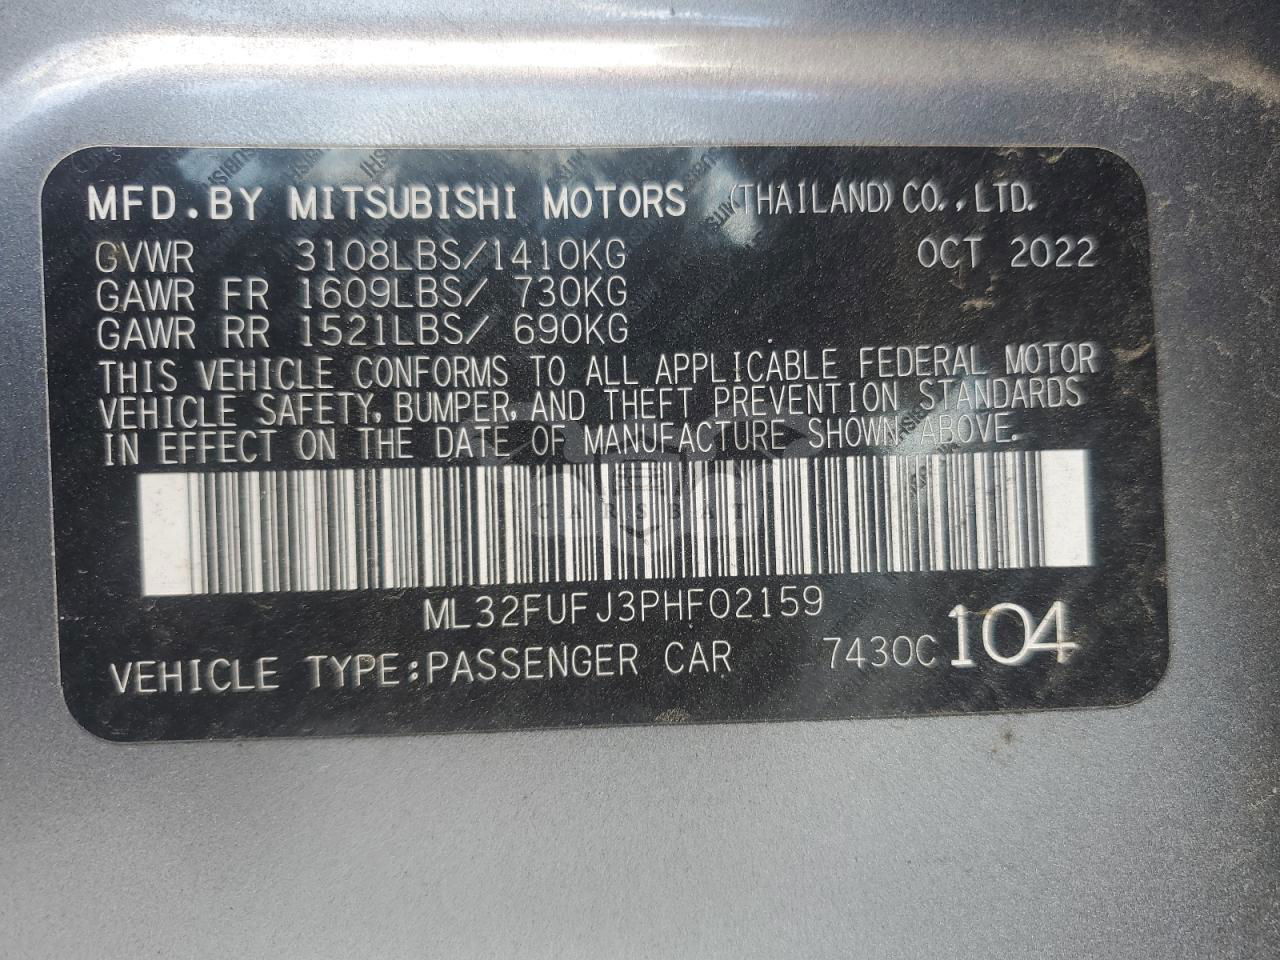 MFD.BY MITSUBISHI MOTORS (THAILAND) CO.,LTD.
GVWR 3108LBS/1410KG OCT 2022
GAWR FR 1609LBS/ 730KG
GAWR RR 1521LBS/ 690KG
THIS VEHICLE CONFORMS TO ALL APPLICABLE FEDERAL MOTOR
VEHICLE SAFETY, BUMPER, AND THEFT PREVENTION STANDARDS
IN EFFECT ON THE DATE OF MANUFACTURE SHOWN ABOVE.
ML32FUFJ3PHF02159
VEHICLE TYPE:PASSENGER CAR 7430C 104